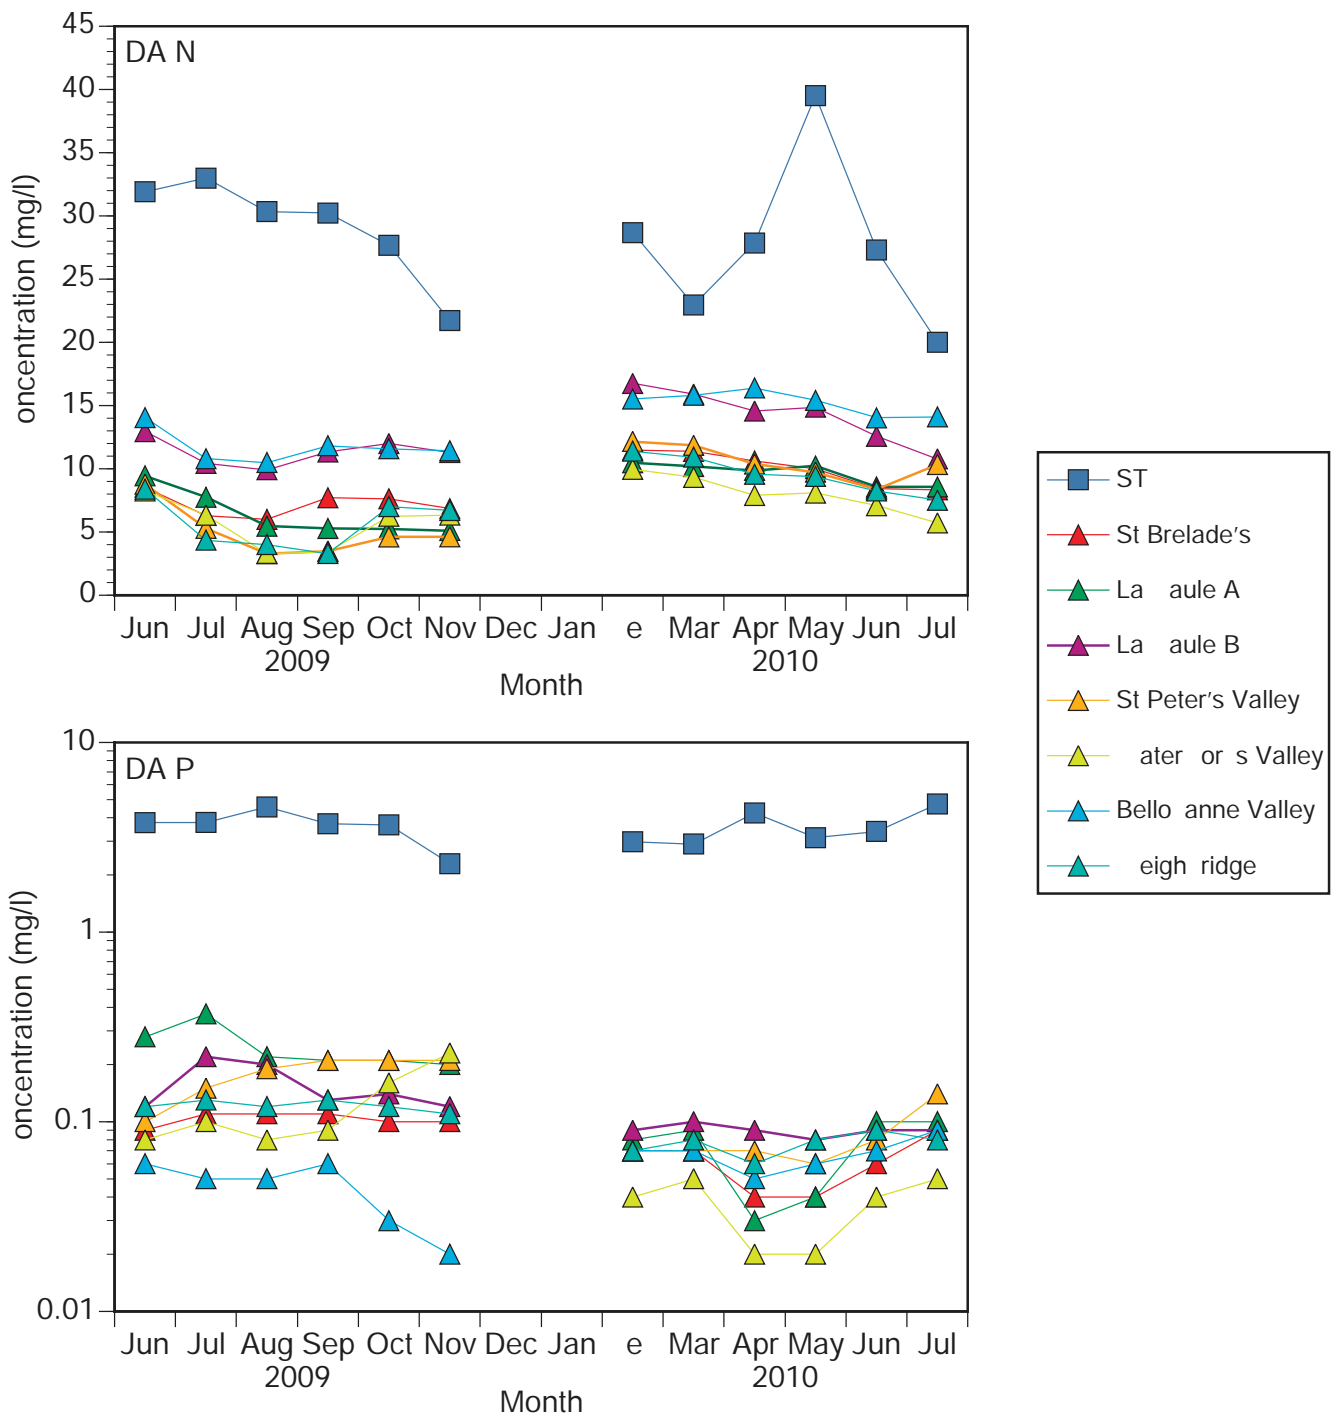 DA N
oncentration (mg/l)
45
40
35
30
25
20
15
10
5
0
Jun Jul Aug Sep Oct Nov Dec Jan e Mar Apr May Jun Jul
2009 2010
Month
ST
St Brelade's
La aule A
La aule B
St Peter's Valley
ater or s Valley
Bello anne Valley
eigh ridge
DA P
oncentration (mg/l)
10
1
0.1
0.01
Jun Jul Aug Sep Oct Nov Dec Jan e Mar Apr May Jun Jul
2009 2010
Month